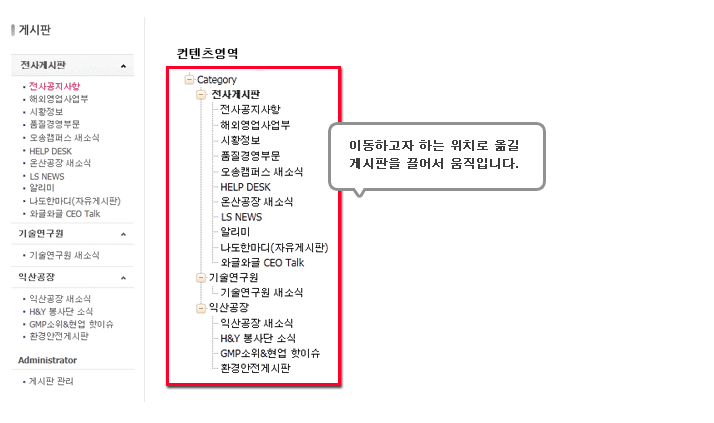 게시판
전사게시판
전사공지사항
해외영업사업부
시황정보
품질경영부문
오송캠퍼스 새소식
HELP DESK
온산공장 새소식
LS NEWS
알리미
나도한마디(자유게시판)
와글와글 CEO Talk
기술연구원
기술연구원 새소식
익산공장
익산공장 새소식
H&Y 봉사단 소식
GMP소위&현업 핫이슈
환경안전게시판
Administrator
게시판 관리
컨텐츠영역
Category
전사게시판
전사공지사항
해외영업사업부
시황정보
품질경영부문
오송캠퍼스 새소식
HELP DESK
온산공장 새소식
LS NEWS
알리미
나도한마디(자유게시판)
와글와글 CEO Talk
기술연구원
기술연구원 새소식
익산공장
익산공장 새소식
H&Y 봉사단 소식
GMP소위&현업 핫이슈
환경안전게시판
이동하고자 하는 위치로 옮길
게시판을 끌어서 움직입니다.